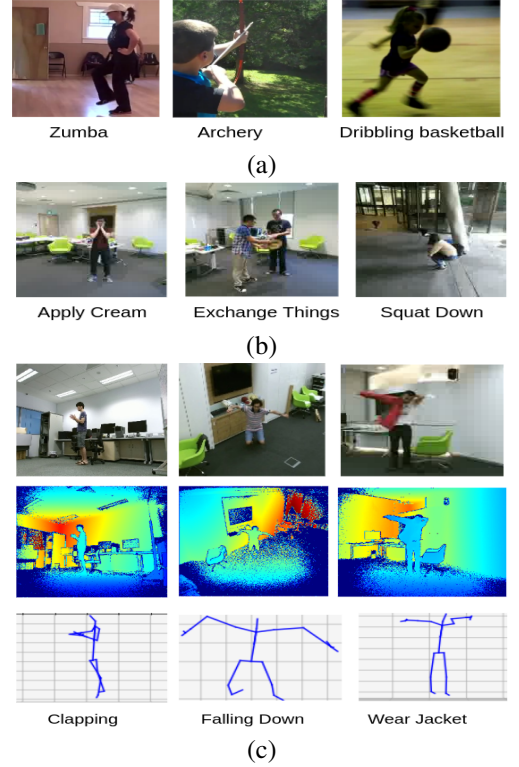 Zumba Archery Dribbling basketball
(a)
Apply Cream Exchange Things Squat Down
(b)
Clapping Falling Down Wear Jacket
(c)